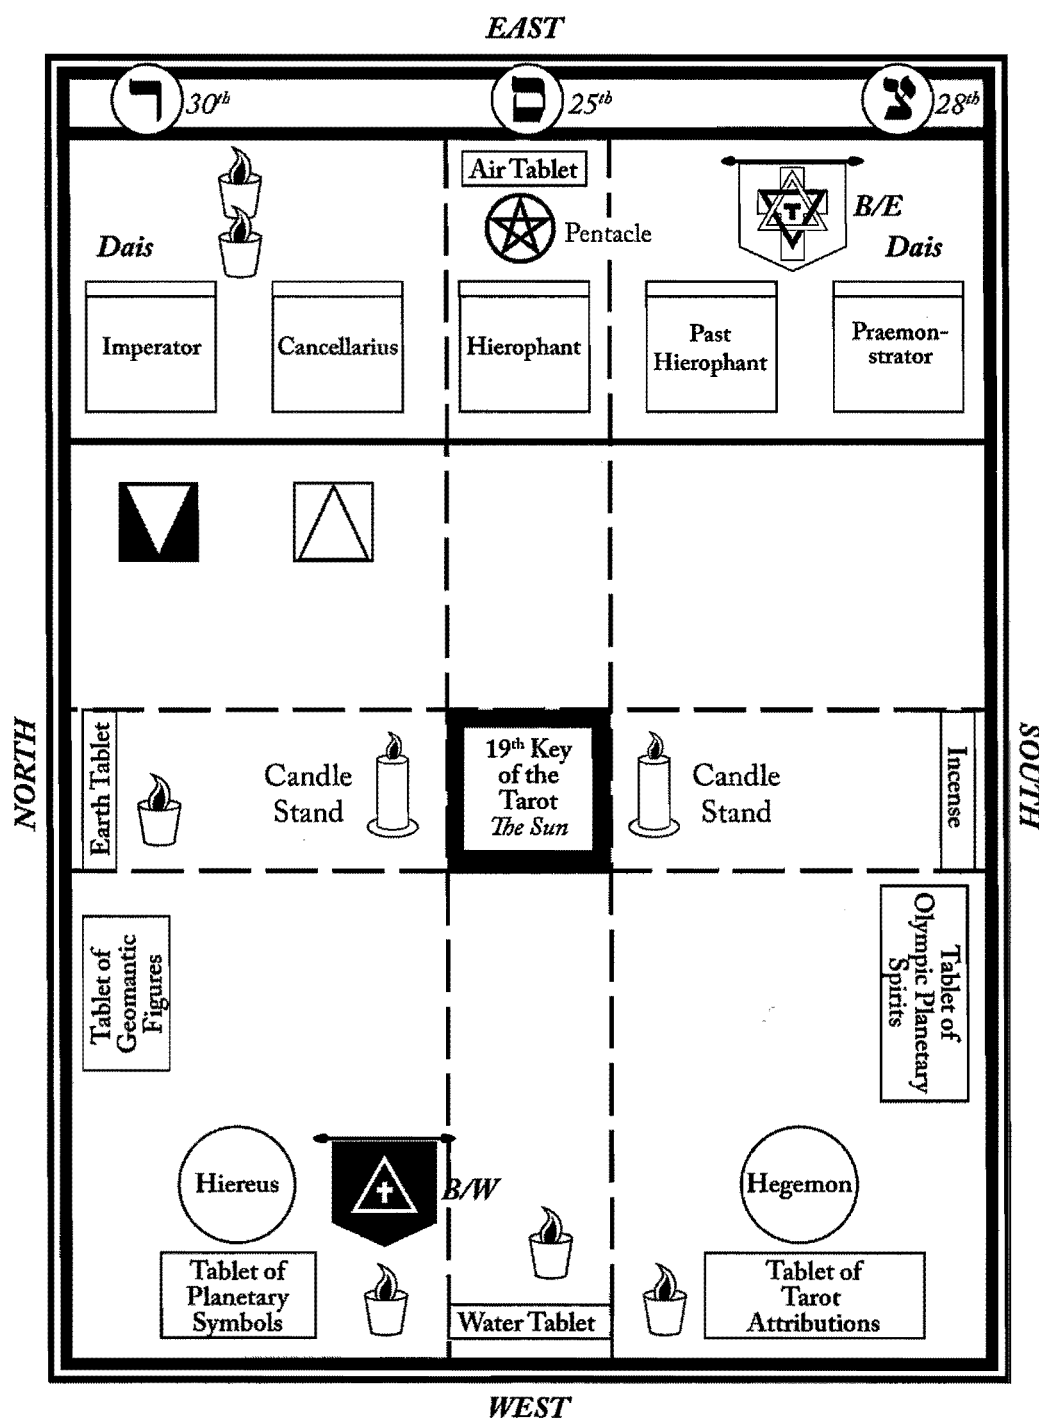 EAST
ר 30th
ס 25th
צ 28th
Air Tablet
Pentacle
B/E
Dais
Dais
Imperator
Cancellarius
Hierophant
Past
Hierophant
Praemon-
strator
NORTH
Earth Tablet
Candle
Stand
19th Key
of the
Tarot
The Sun
Candle
Stand
Incense
SOUTH
Tablet of
Geomantic
Figures
Tablet of
Olympic Planetary
Spirits
Hiereus
B/W
Hegemon
Tablet of
Planetary
Symbols
Water Tablet
Tablet of
Tarot
Attributions
WEST
T